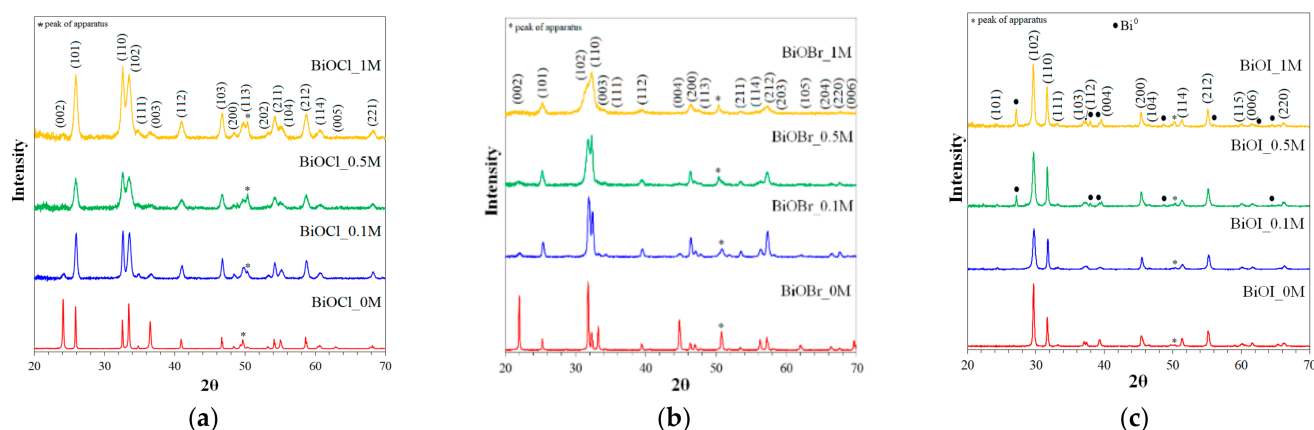 * peak of apparatus
BiOCl_1M
(002)
(101)
(110)
(102)
(111)
(003)
(112)
(103)
(200)
(113)
(202)
(211)
(104)
(212)
(114)
(005)
(221)
*
BiOCl_0.5M
*
BiOCl_0.1M
*
BiOCl_0M
*
Intensity
20 30 40 50 60 70
2θ
(a)
* peak of apparatus
BiOBr_1M
(002)
(101)
(102)
(110)
(003)
(111)
(112)
(004)
(200)
(113)
(211)
(114)
(212)
(203)
(105)
(204)
(220)
(006)
*
BiOBr_0.5M
*
BiOBr_0.1M
*
BiOBr_0M
*
Intensity
20 30 40 50 60 70
2θ
(b)
* peak of apparatus
● Bi⁰
BiOI_1M
(101)
(102)
(110)
(111)
(103)
(112)
(004)
(200)
(104)
(114)
(212)
(115)
(006)
(220)
*
BiOI_0.5M
*
BiOI_0.1M
*
BiOI_0M
*
Intensity
20 30 40 50 60 70
2θ
(c)